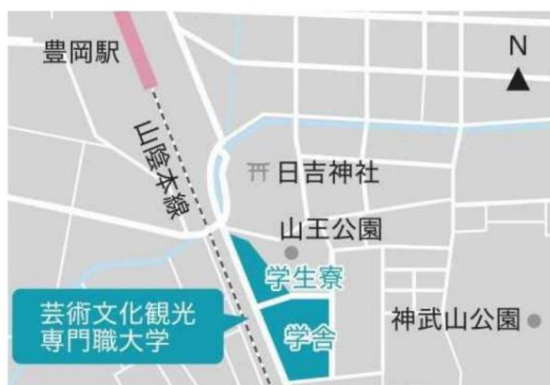 豊岡駅
N
山陰本線
日吉神社
山王公園
学生寮
芸術文化観光
専門職大学
学舎
神武山公園